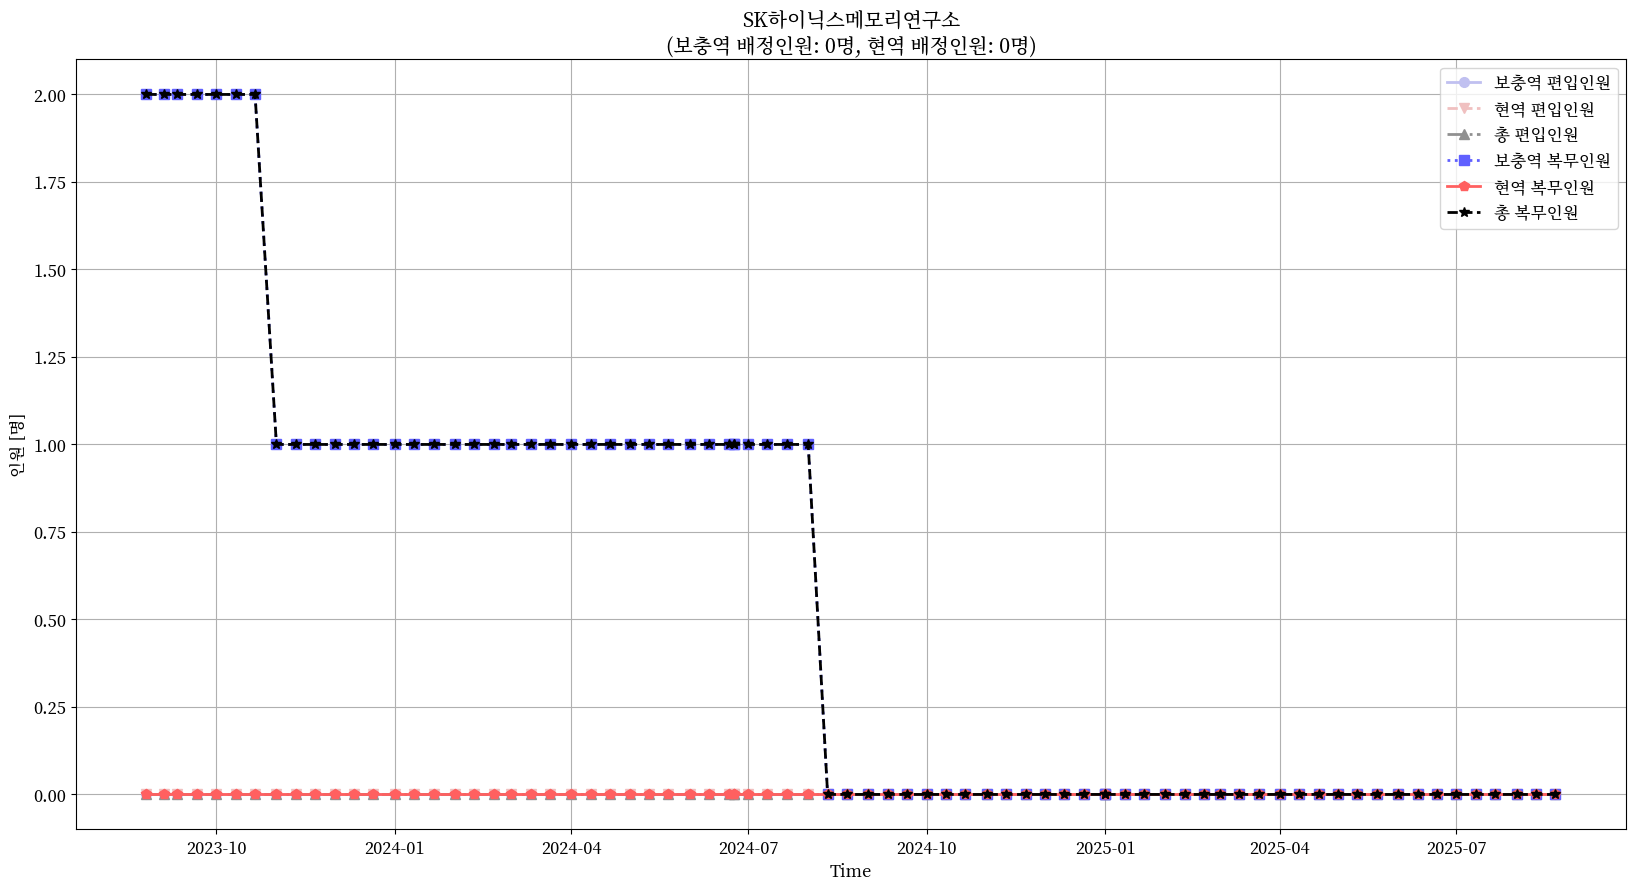 SK하이닉스메모리연구소
(보충역 배정인원: 0명, 현역 배정인원: 0명)
보충역 편입인원
현역 편입인원
총 편입인원
보충역 복무인원
현역 복무인원
총 복무인원
2.00
1.75
1.50
1.25
1.00
0.75
0.50
0.25
0.00
인원 [명]
2023-10
2024-01
2024-04
2024-07
2024-10
2025-01
2025-04
2025-07
Time